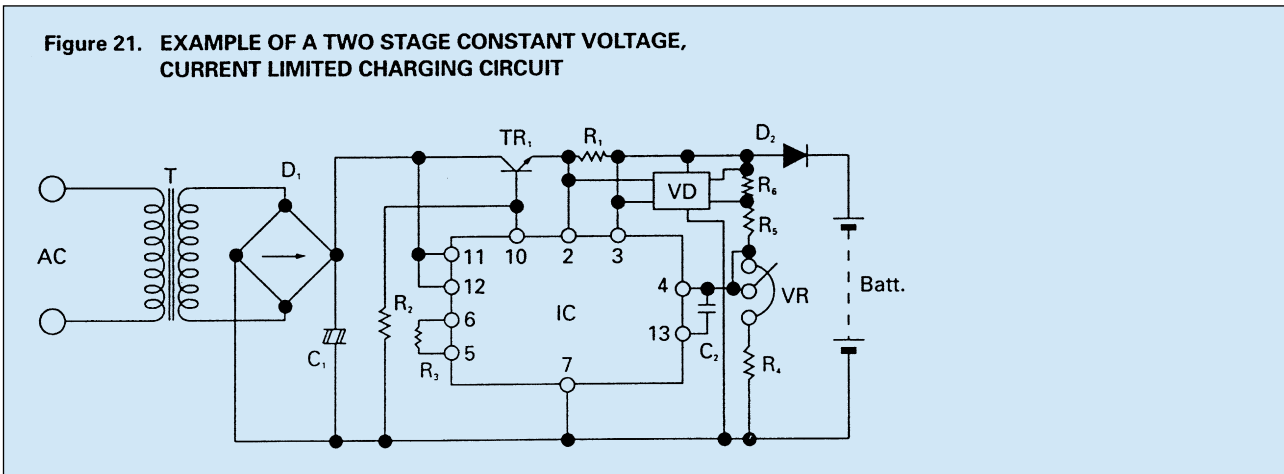 Figure 21. EXAMPLE OF A TWO STAGE CONSTANT VOLTAGE,
CURRENT LIMITED CHARGING CIRCUIT
TR₁ R₁ D₂
T D₁
VD R₆
R₅
AC
11 10 2 3
12 4 VR Batt.
R₂ 6 IC
C₁ 5 13 C₂
R₃ 7 R₄